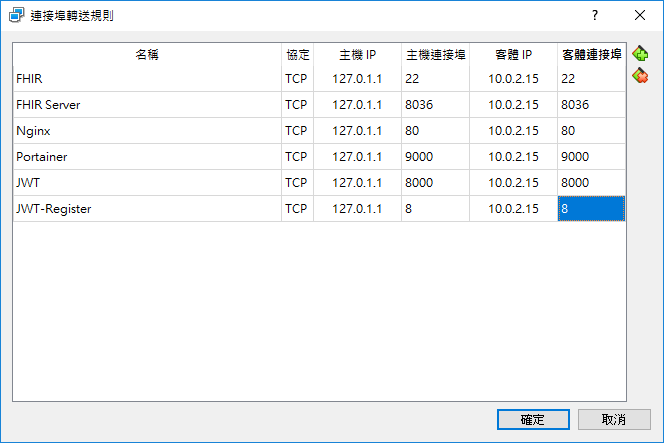 連接埠轉送規則
名稱 協定 主機 IP 主機連接埠 客體 IP 客體連接埠
FHIR TCP 127.0.1.1 22 10.0.2.15 22
FHIR Server TCP 127.0.1.1 8036 10.0.2.15 8036
Nginx TCP 127.0.1.1 80 10.0.2.15 80
Portainer TCP 127.0.1.1 9000 10.0.2.15 9000
JWT TCP 127.0.1.1 8000 10.0.2.15 8000
JWT-Register TCP 127.0.1.1 8 10.0.2.15 8
確定 取消